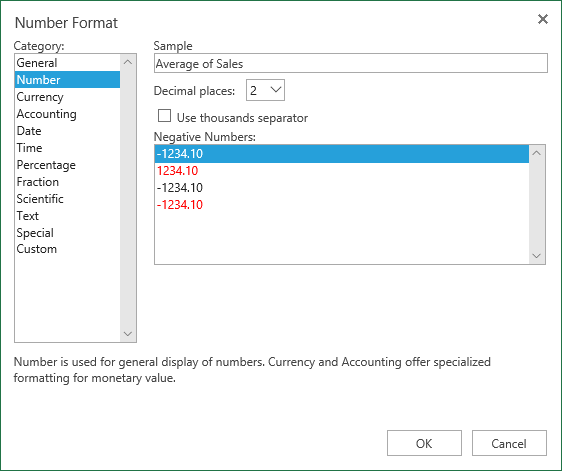 Number Format
Category:
General
Number
Currency
Accounting
Date
Time
Percentage
Fraction
Scientific
Text
Special
Custom
Sample
Average of Sales
Decimal places: 2
Use thousands separator
Negative Numbers:
-1234.10
1234.10
-1234.10
-1234.10
Number is used for general display of numbers. Currency and Accounting offer specialized
formatting for monetary value.
OK
Cancel